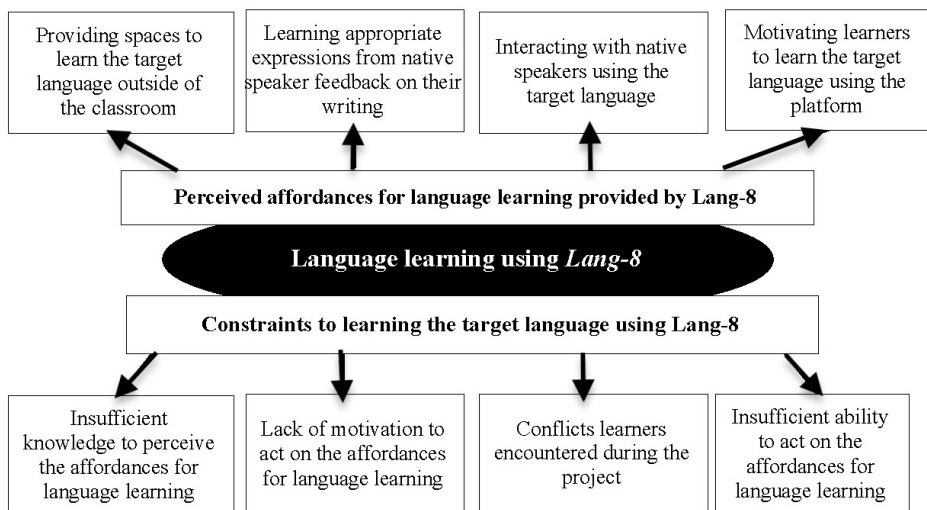 Providing spaces to
learn the target
language outside of
the classroom
Learning appropriate
expressions from native
speaker feedback on their
writing
Interacting with native
speakers using the
target language
Motivating learners
to learn the target
language using the
platform
Perceived affordances for language learning provided by Lang-8
Language learning using Lang-8
Constraints to learning the target language using Lang-8
Insufficient
knowledge to perceive
the affordances for
language learning
Lack of motivation to
act on the affordances
for language learning
Conflicts learners
encountered during the
project
Insufficient ability
to act on the
affordances for
language learning